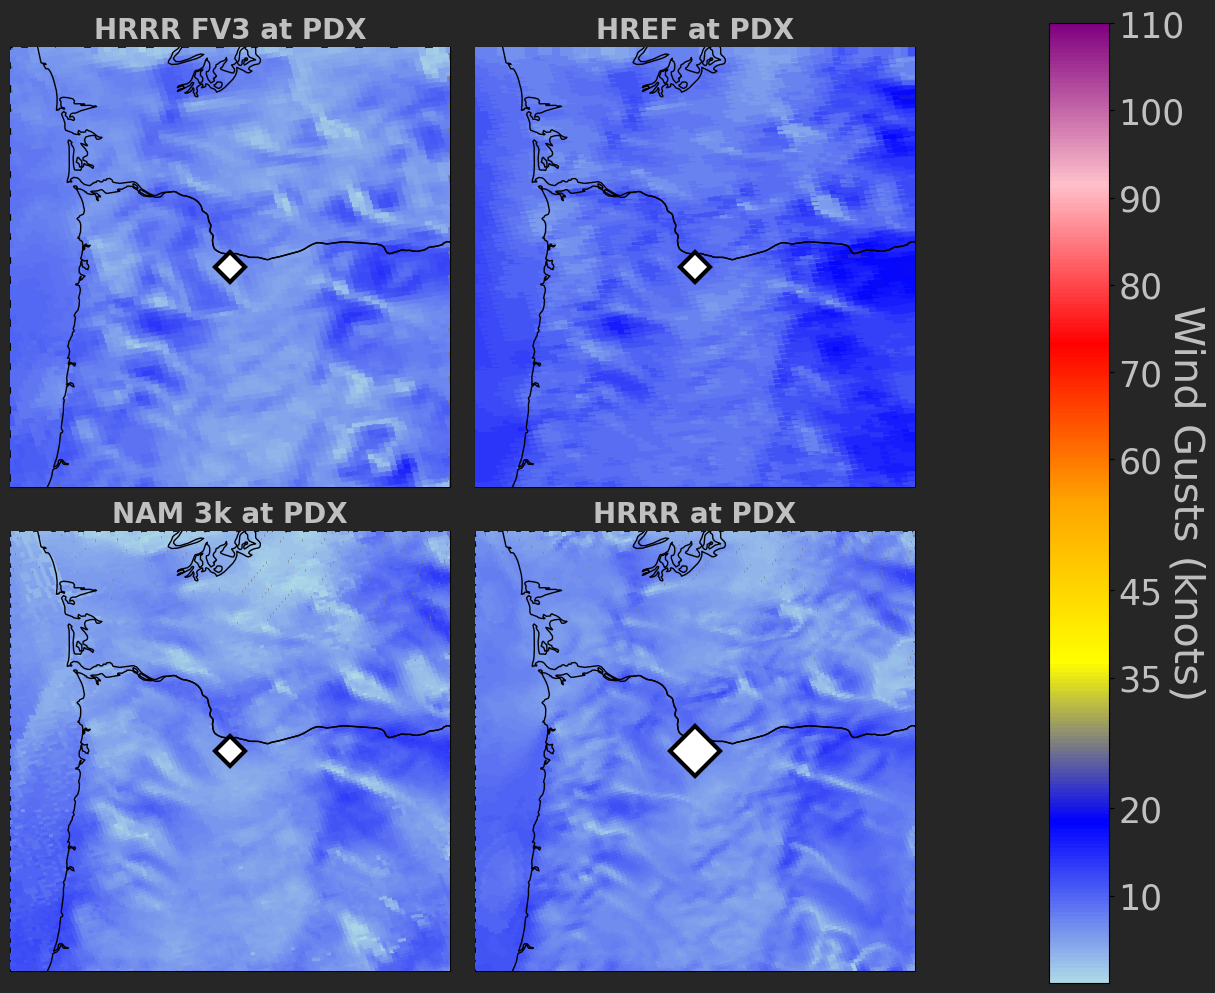 HRRR FV3 at PDX
HREF at PDX
NAM 3k at PDX
HRRR at PDX
110
100
90
80
70
60
45
35
20
10
Wind Gusts (knots)